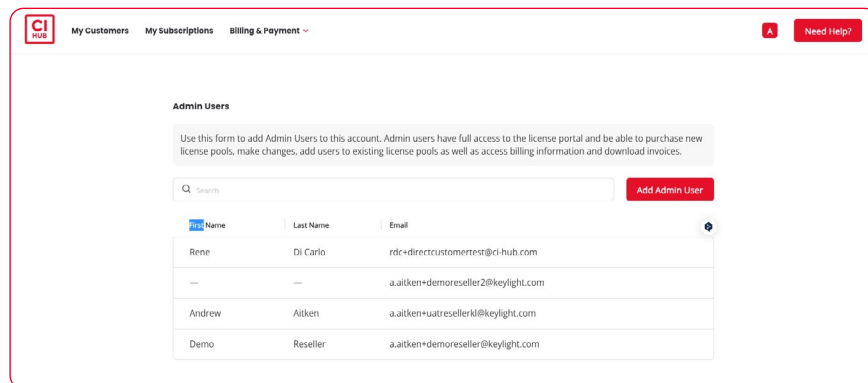 CI
HUB
My Customers My Subscriptions Billing & Payment
A
Need Help?
Admin Users
Use this form to add Admin Users to this account. Admin users have full access to the license portal and be able to purchase new
license pools, make changes, add users to existing license pools as well as access billing information and download invoices.
Search
Add Admin User
First Name Last Name Email
Rene Di Carlo rdc+directcustomertest@ci-hub.com
— — a.aitken+demoreseller2@keylight.com
Andrew Aitken a.aitken+uatresellerkl@keylight.com
Demo Reseller a.aitken+demoreseller@keylight.com